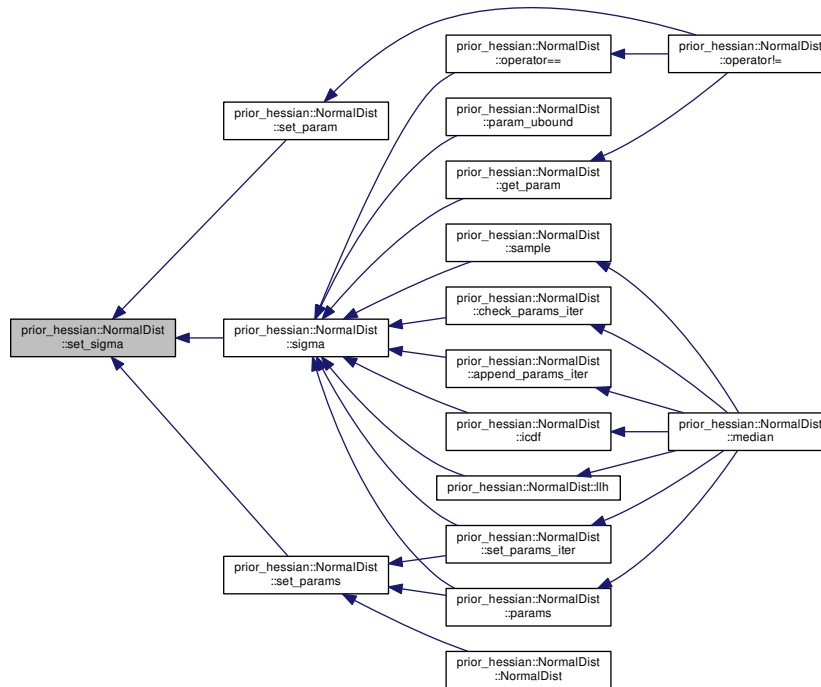 prior_hessian::NormalDist
::set_sigma
prior_hessian::NormalDist
::set_param
prior_hessian::NormalDist
::sigma
prior_hessian::NormalDist
::set_params
prior_hessian::NormalDist
::operator==
prior_hessian::NormalDist
::param_ubound
prior_hessian::NormalDist
::get_param
prior_hessian::NormalDist
::sample
prior_hessian::NormalDist
::check_params_iter
prior_hessian::NormalDist
::append_params_iter
prior_hessian::NormalDist
::icdf
prior_hessian::NormalDist::llh
prior_hessian::NormalDist
::set_params_iter
prior_hessian::NormalDist
::params
prior_hessian::NormalDist
::NormalDist
prior_hessian::NormalDist
::operator!=
prior_hessian::NormalDist
::median